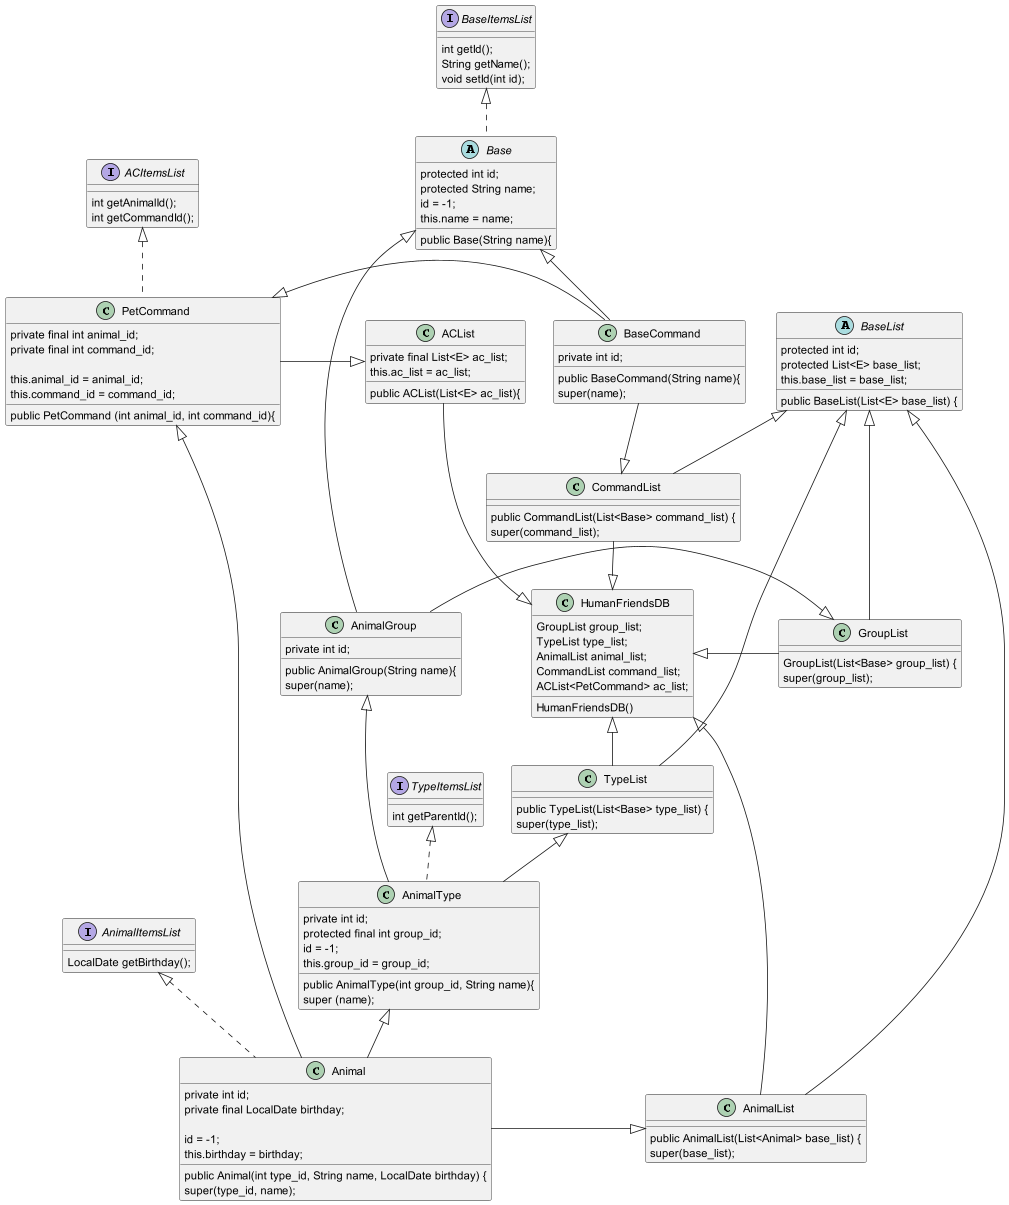 I BaseItemsList
int getId();
String getName();
void setId(int id);
A Base
protected int id;
protected String name;
id = -1;
this.name = name;
public Base(String name){
I ACItemsList
int getAnimalId();
int getCommandId();
C PetCommand
private final int animal_id;
private final int command_id;
this.animal_id = animal_id;
this.command_id = command_id;
public PetCommand (int animal_id, int command_id){
C ACList
private final List<E> ac_list;
this.ac_list = ac_list;
public ACList(List<E> ac_list){
C BaseCommand
private int id;
public BaseCommand(String name){
super(name);
A BaseList
protected int id;
protected List<E> base_list;
this.base_list = base_list;
public BaseList(List<E> base_list) {
C CommandList
public CommandList(List<Base> command_list) {
super(command_list);
C HumanFriendsDB
GroupList group_list;
TypeList type_list;
AnimalList animal_list;
CommandList command_list;
ACList<PetCommand> ac_list;
HumanFriendsDB()
C AnimalGroup
private int id;
public AnimalGroup(String name){
super(name);
C GroupList
GroupList(List<Base> group_list) {
super(group_list);
I TypeItemsList
int getParentId();
C TypeList
public TypeList(List<Base> type_list) {
super(type_list);
C AnimalType
private int id;
protected final int group_id;
id = -1;
this.group_id = group_id;
public AnimalType(int group_id, String name){
super (name);
I AnimalItemsList
LocalDate getBirthday();
C Animal
private int id;
private final LocalDate birthday;
id = -1;
this.birthday = birthday;
public Animal(int type_id, String name, LocalDate birthday) {
super(type_id, name);
C AnimalList
public AnimalList(List<Animal> base_list) {
super(base_list);